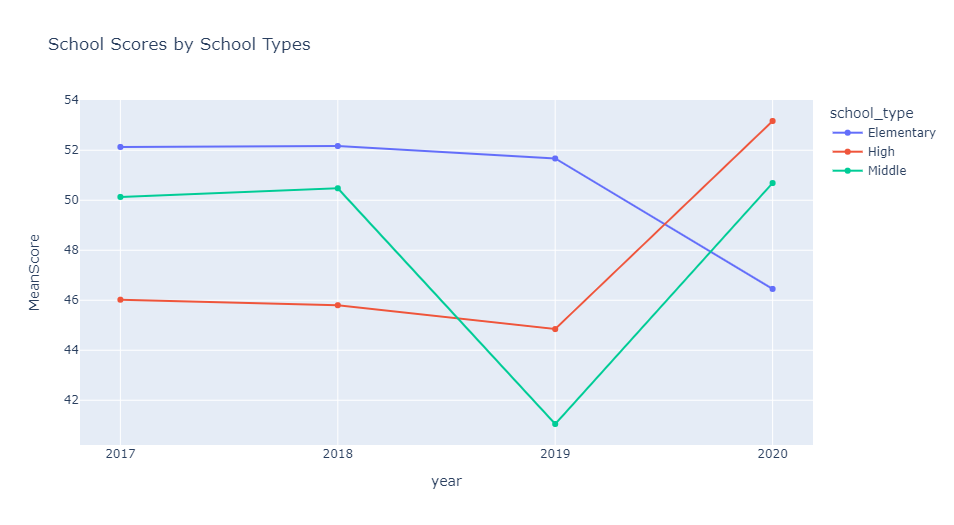 School Scores by School Types
54
52
50
48
46
44
42
MeanScore
2017 2018 2019 2020
year
school_type
Elementary
High
Middle